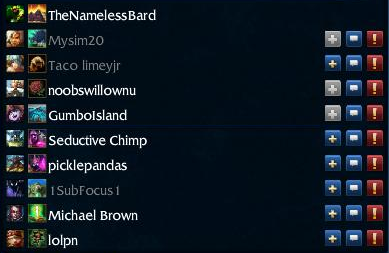 TheNamelessBard
Mysim20
Taco limeyjr
noobswillownu
GumboIsland
Seductive Chimp
picklepandas
1SubFocus1
Michael Brown
lolpn